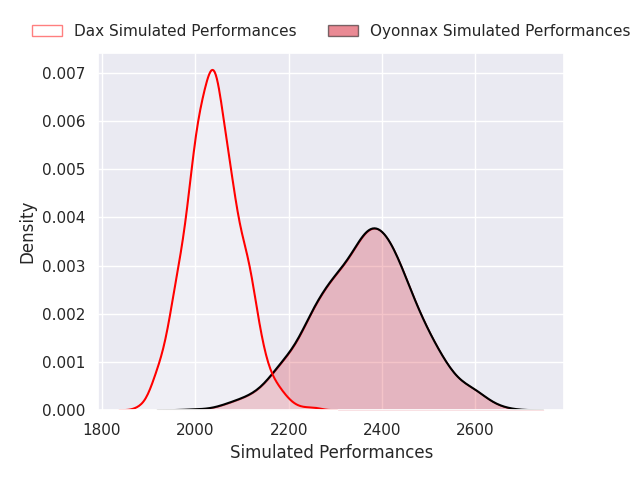 Dax Simulated Performances
Oyonnax Simulated Performances
0.007
0.006
0.005
0.004
0.003
0.002
0.001
0.000
Density
1800 2000 2200 2400 2600
Simulated Performances